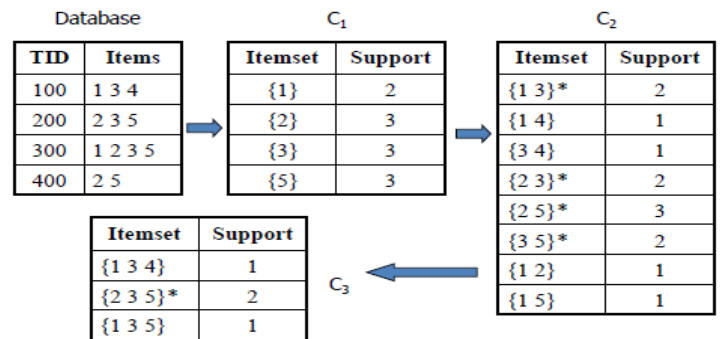 Database
TID Items
100 1 3 4
200 2 3 5
300 1 2 3 5
400 2 5
C1
Itemset Support
{1} 2
{2} 3
{3} 3
{5} 3
C2
Itemset Support
{1 3}* 2
{1 4} 1
{3 4} 1
{2 3}* 2
{2 5}* 3
{3 5}* 2
{1 2} 1
{1 5} 1
Itemset Support
{1 3 4} 1
{2 3 5}* 2
{1 3 5} 1
C3